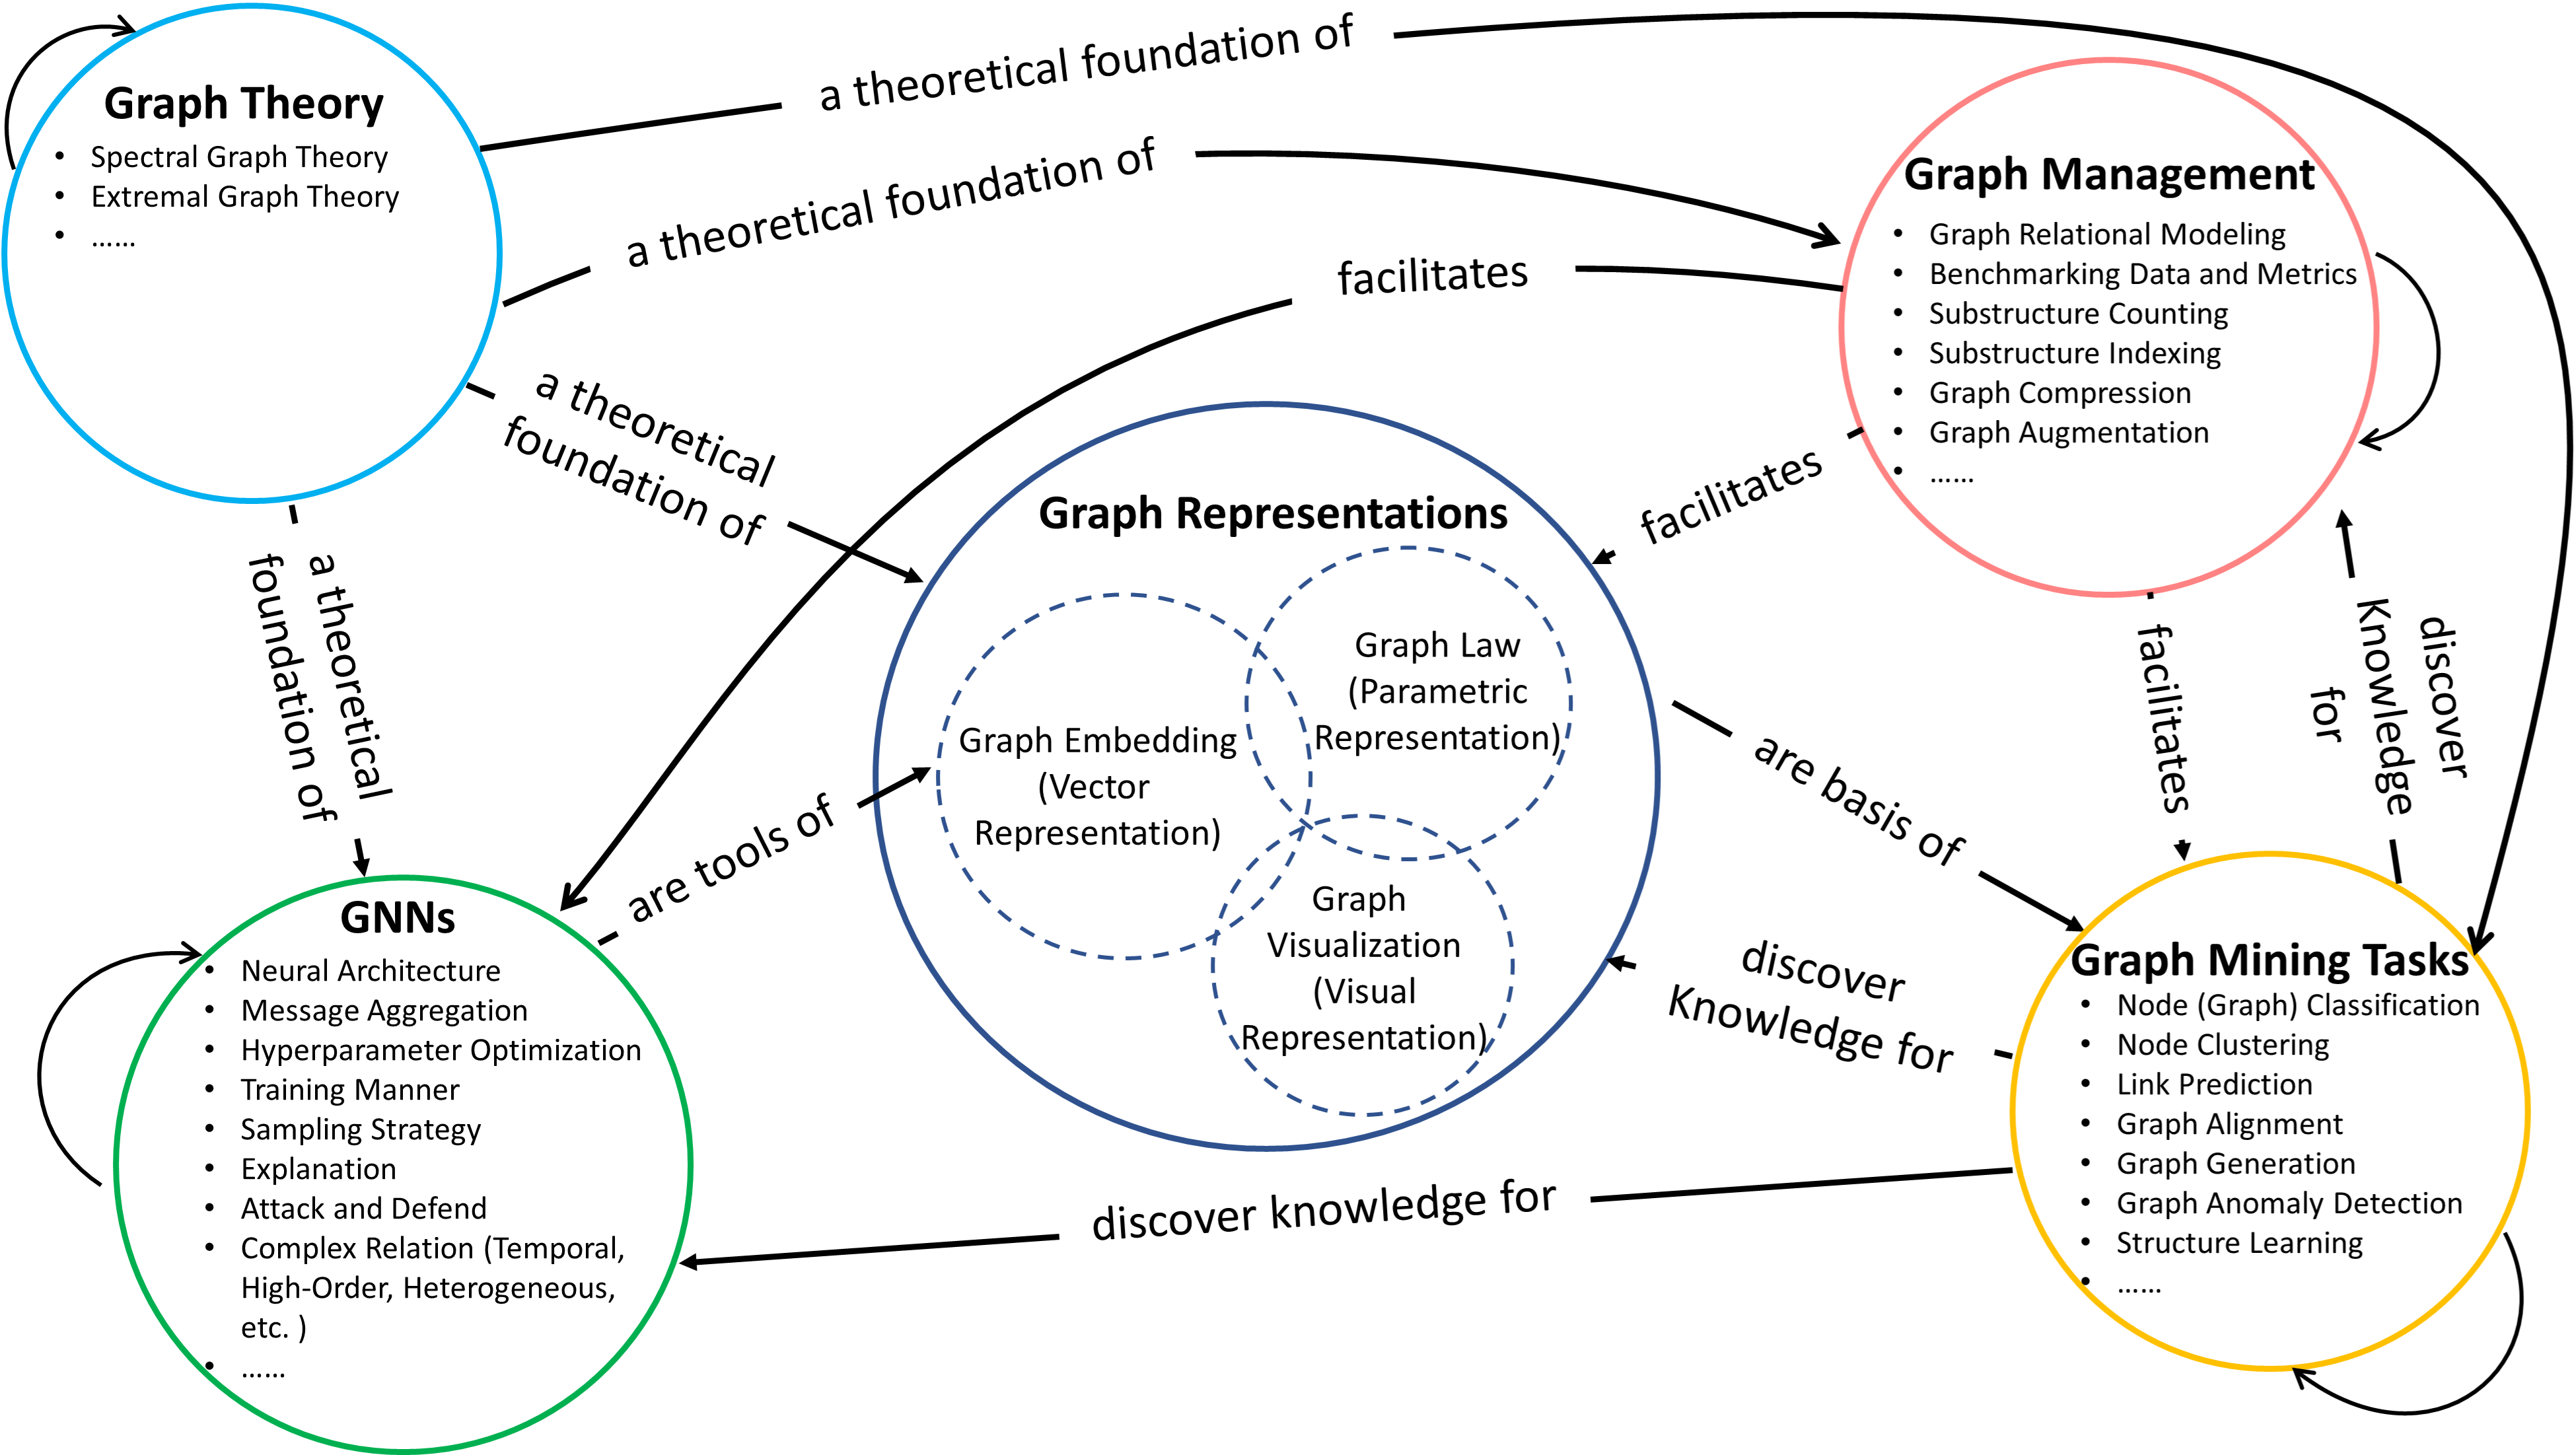 Graph Theory
• Spectral Graph Theory
• Extremal Graph Theory
• ……
a theoretical foundation of
a theoretical foundation of
facilitates
a theoretical
foundation of
a theoretical
foundation of
Graph Management
• Graph Relational Modeling
• Benchmarking Data and Metrics
• Substructure Counting
• Substructure Indexing
• Graph Compression
• Graph Augmentation
• ……
facilitates
facilitates
discover
Knowledge
for
Graph Representations
Graph Law
(Parametric
Representation)
Graph Embedding
(Vector
Representation)
Graph
Visualization
(Visual
Representation)
are tools of
are basis of
discover
Knowledge for
discover knowledge for
GNNs
• Neural Architecture
• Message Aggregation
• Hyperparameter Optimization
• Training Manner
• Sampling Strategy
• Explanation
• Attack and Defend
• Complex Relation (Temporal,
High-Order, Heterogeneous,
etc. )
• ……
Graph Mining Tasks
• Node (Graph) Classification
• Node Clustering
• Link Prediction
• Graph Alignment
• Graph Generation
• Graph Anomaly Detection
• Structure Learning
• ……